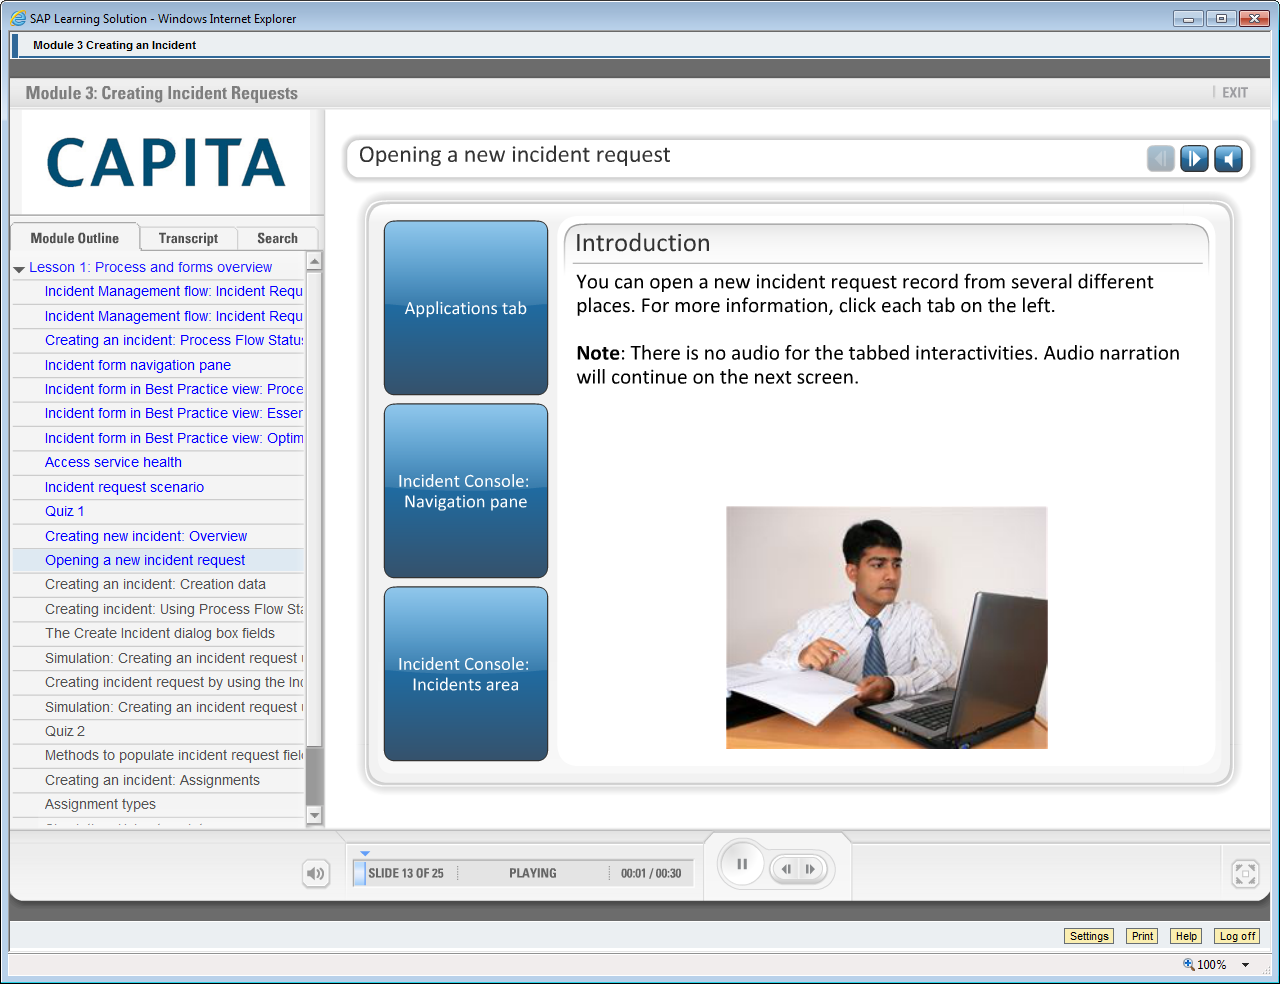 SAP Learning Solution - Windows Internet Explorer
Module 3 Creating an Incident
Module 3: Creating Incident Requests
EXIT
CAPITA
Module Outline
Transcript
Search
Lesson 1: Process and forms overview
Incident Management flow: Incident Requ
Incident Management flow: Incident Requ
Creating an incident: Process Flow Statu
Incident form navigation pane
Incident form in Best Practice view: Proce
Incident form in Best Practice view: Essen
Incident form in Best Practice view: Optim
Access service health
Incident request scenario
Quiz 1
Creating new incident: Overview
Opening a new incident request
Creating an incident: Creation data
Creating incident: Using Process Flow Sta
The Create Incident dialog box fields
Simulation: Creating an incident request u
Creating incident request by using the Inc
Simulation: Creating an incident request u
Quiz 2
Methods to populate incident request field
Creating an incident: Assignments
Assignment types
Opening a new incident request
Applications tab
Incident Console:
Navigation pane
Incident Console:
Incidents area
Introduction
You can open a new incident request record from several different
places. For more information, click each tab on the left.
Note: There is no audio for the tabbed interactivities. Audio narration
will continue on the next screen.
SLIDE 13 OF 25
PLAYING
00:01 / 00:30
Settings
Print
Help
Log off
100%